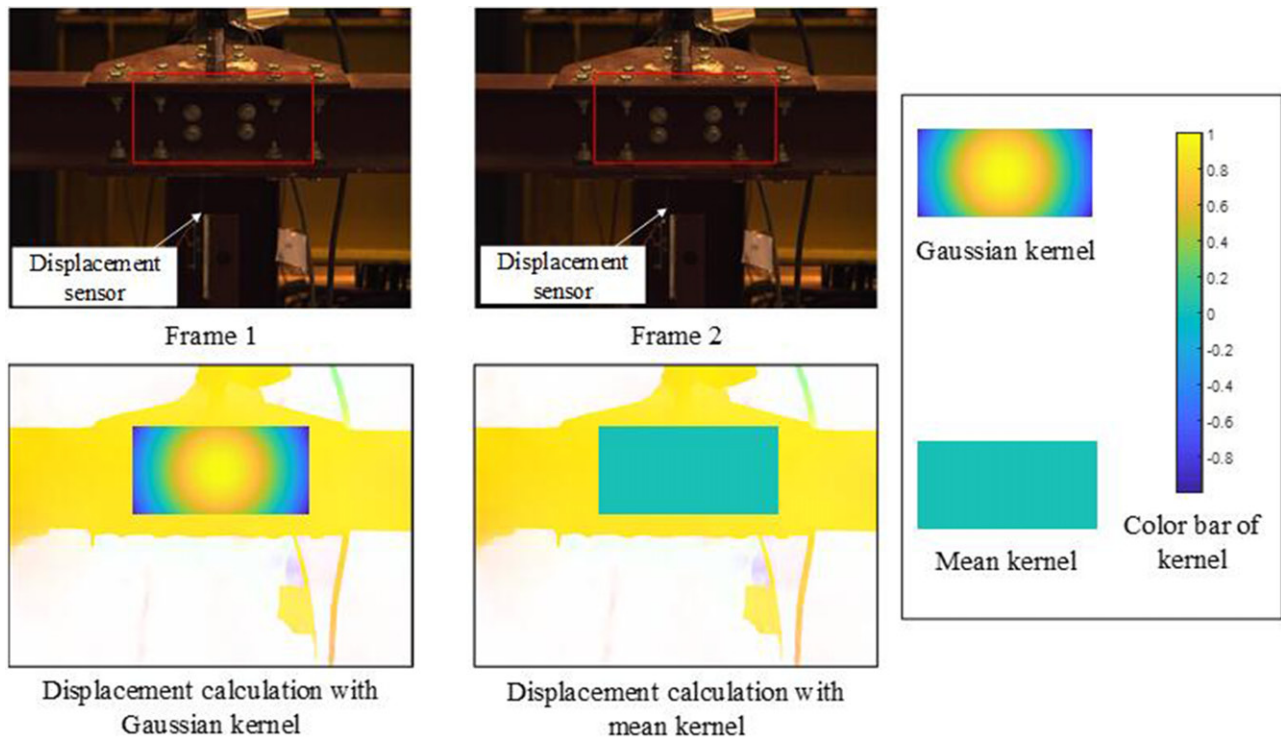 Displacement
sensor
Frame 1
Displacement
sensor
Frame 2
Displacement calculation with
Gaussian kernel
Displacement calculation with
mean kernel
Gaussian kernel
Mean kernel
1
0.8
0.6
0.4
0.2
0
-0.2
-0.4
-0.6
-0.8
Color bar of
kernel